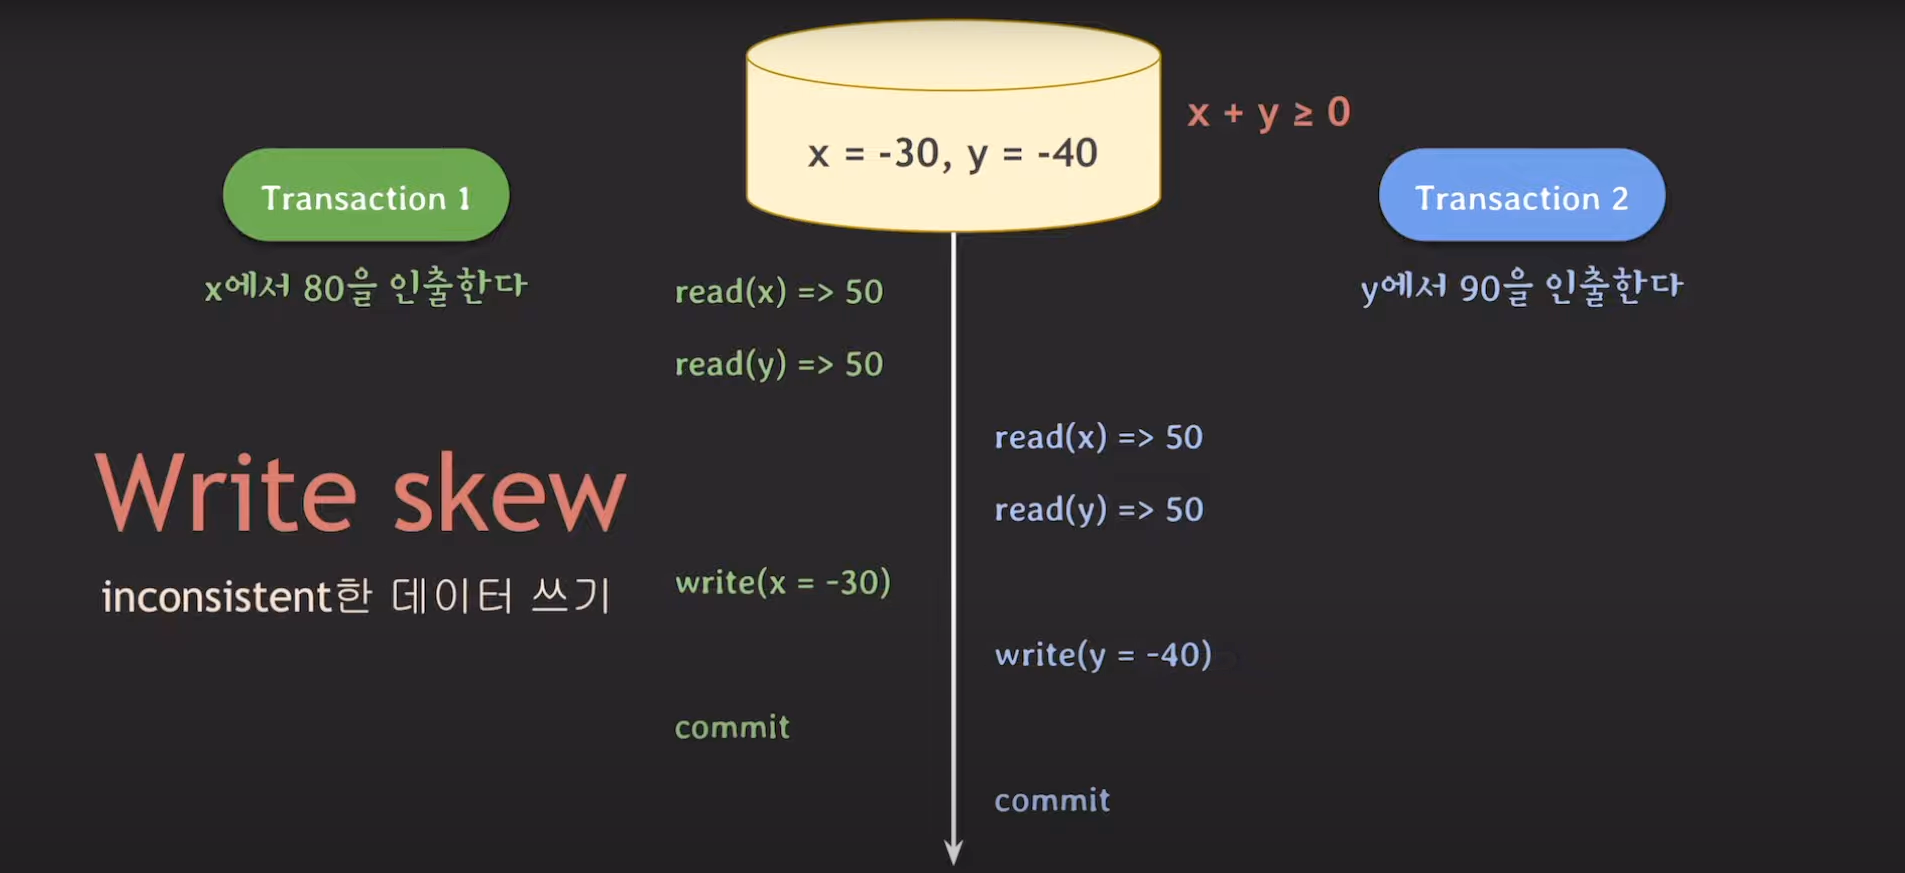 x = -30, y = -40
x + y ≥ 0
Transaction 1
x에서 80을 인출한다
Transaction 2
y에서 90을 인출한다
read(x) => 50
read(y) => 50
read(x) => 50
read(y) => 50
Write skew
inconsistent한 데이터 쓰기
write(x = -30)
write(y = -40)
commit
commit